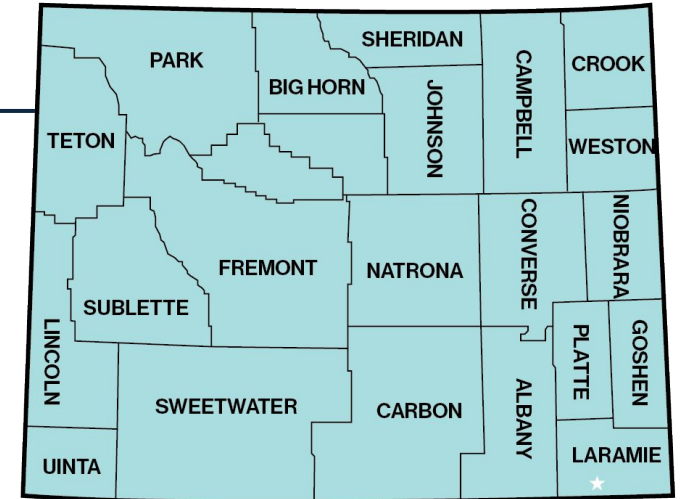 SHERIDAN
PARK
CROOK
BIG HORN
CAMPBELL
JOHNSON
TETON
WESTON
NIOBRARA
CONVERSE
FREMONT
NATRONA
SUBLETTE
LINCOLN
PLATTE
GOSHEN
SWEETWATER
CARBON
ALBANY
UINTA
LARAMIE